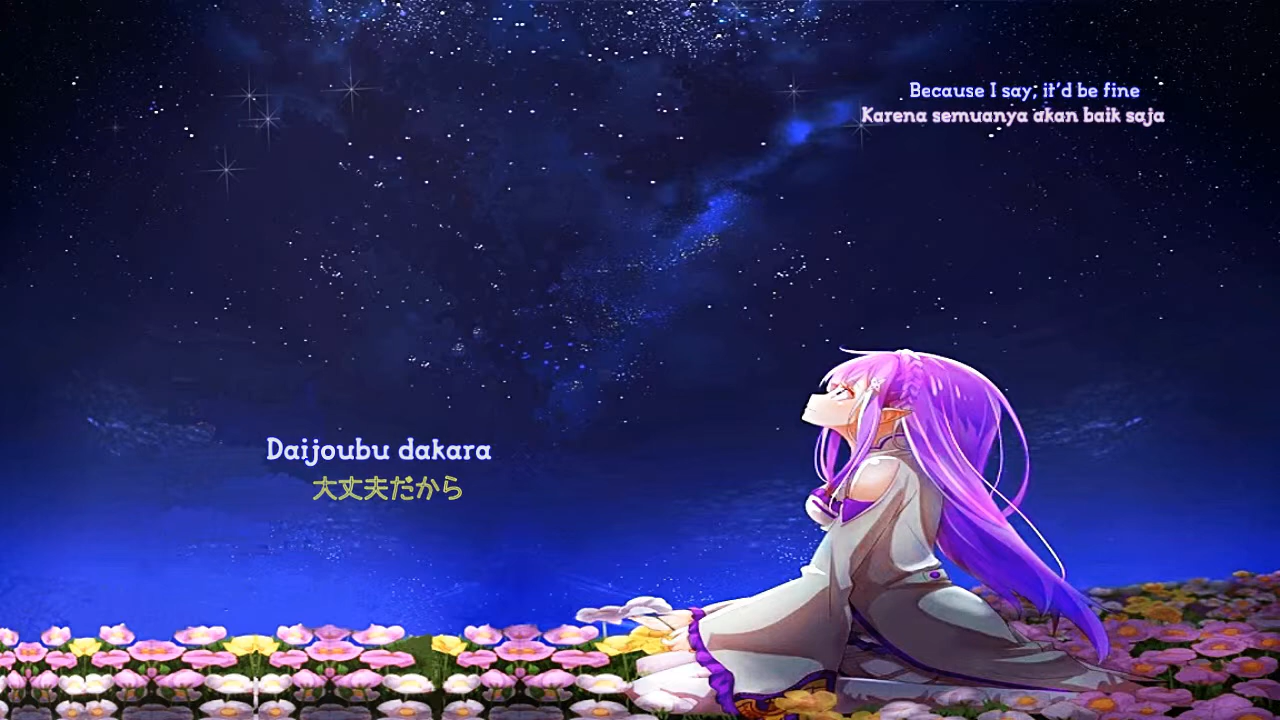 Because I say, it'd be fine
Karena semuanya akan baik saja
Daijoubu dakara
大丈夫だから